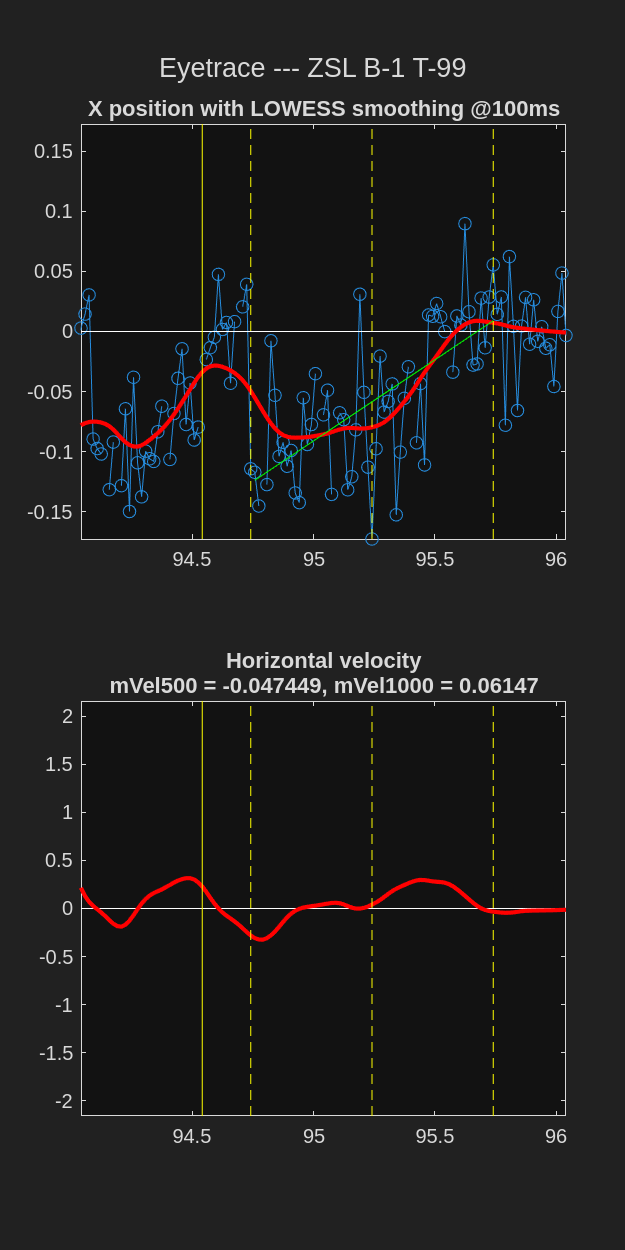 Eyetrace --- ZSL B-1 T-99
X position with LOWESS smoothing @100ms
0.15
0.1
0.05
0
-0.05
-0.1
-0.15
94.5 95 95.5 96
Horizontal velocity
mVel500 = -0.047449, mVel1000 = 0.06147
2
1.5
1
0.5
0
-0.5
-1
-1.5
-2
94.5 95 95.5 96